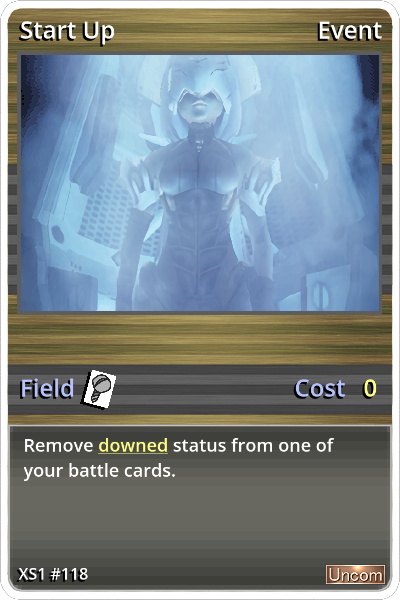 Start Up Event
Field Cost 0
Remove downed status from one of
your battle cards.
XS1 #118 Uncom